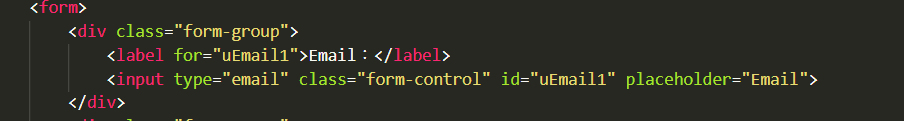 <form>
<div class="form-group">
<label for="uEmail1">Email：</label>
<input type="email" class="form-control" id="uEmail1" placeholder="Email">
</div>